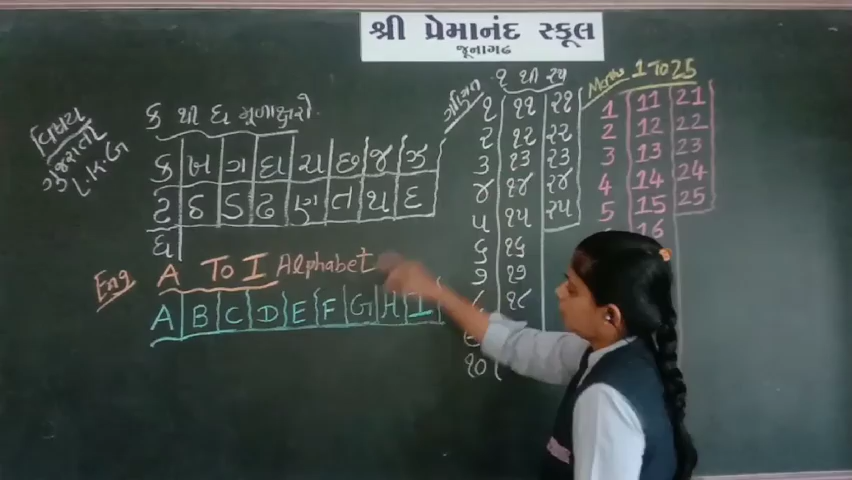 શ્રી પ્રેમાનંદ સ્કૂલ
જૂનાગઢ
વિષય
ગુજરાતી
L.K.G
ક થી ધ મૂળાક્ષરો
ક ખ ગ ઘ ચ છ જ ઝ
ટ ઠ ડ ઢ ણ ત થ દ
ધ
Eng A To I Alphabet
A B C D E F G H I
ગણિત ૧ થી ૨૫
૧ ૧૧ ૨૧
૨ ૧૨ ૨૨
૩ ૧૩ ૨૩
૪ ૧૪ ૨૪
૫ ૧૫ ૨૫
૬ ૧૬
૭ ૧૭
૧૮
૧૦
Maths 1 To 25
1 11 21
2 12 22
3 13 23
4 14 24
5 15 25
16